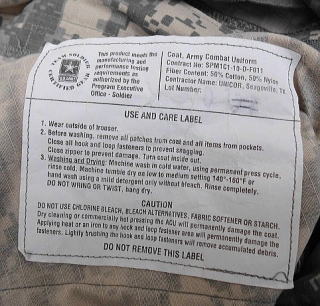 TEAM SOLDIER
CERTIFIED GEAR
This product meets the
manufacturing and
performance testing
requirements as
authorized by the
Program Executive
Office - Soldier
Coat, Army Combat Uniform
Contract No: SPM1C1-10-D-F011
Fiber Content: 50% Cotton, 50% Nylon
Contractor Name: UNICOR, Seagoville, TX
Lot Number:
USE AND CARE LABEL
1. Wear outside of trouser.
2. Before washing, remove all patches from coat and all items from pockets.
Close all hook and loop fasteners to prevent snagging.
Close zipper to prevent damage. Turn coat inside out.
3. Washing and Drying: Machine wash in cold water, using permanent press cycle,
rinse cold. Machine tumble dry at low to medium setting 140°-160°F or
hand wash using a mild detergent only without bleach. Rinse completely.
DO NOT WRING OR TWIST, hang dry.
CAUTION
DO NOT USE CHLORINE BLEACH, BLEACH ALTERNATIVES, FABRIC SOFTENER OR STARCH.
Dry cleaning or commercially hot pressing the ACU will permanently damage the coat.
Applying heat or an iron to any hook and loop fastener area will permanently damage the
fasteners. Lightly brushing the hook and loop fasteners will remove accumulated debris.
DO NOT REMOVE THIS LABEL